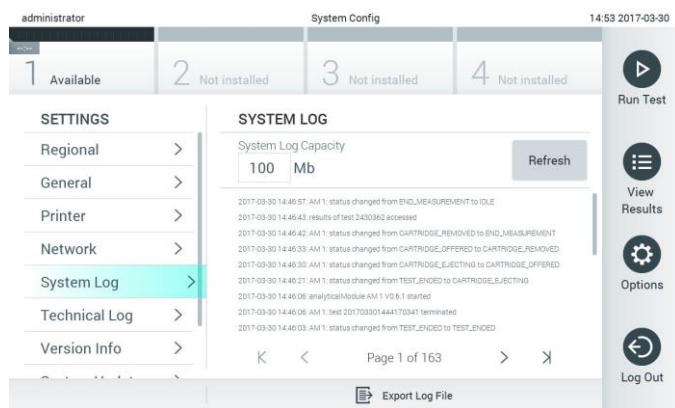 administrator System Config 14:53 2017-03-30
1 Available 2 Not installed 3 Not installed 4 Not installed
Run Test
SETTINGS
Regional
General
Printer
Network
System Log
Technical Log
Version Info
SYSTEM LOG
System Log Capacity
100 Mb
Refresh
2017-03-30 14:46:57: AM 1: status changed from END_MEASUREMENT to IDLE
2017-03-30 14:46:43: results of test 2430362 accessed
2017-03-30 14:46:42: AM 1: status changed from CARTRIDGE_REMOVED to END_MEASUREMENT
2017-03-30 14:46:33: AM 1: status changed from CARTRIDGE_OFFERED to CARTRIDGE_REMOVED
2017-03-30 14:46:30: AM 1: status changed from CARTRIDGE_EJECTING to CARTRIDGE_OFFERED
2017-03-30 14:46:21: AM 1: status changed from TEST_ENDED to CARTRIDGE_EJECTING
2017-03-30 14:46:06: analyticalModule AM 1 V0.6.1 started
2017-03-30 14:46:06: AM 1: test 201703301444170341 terminated
2017-03-30 14:46:03: AM 1: status changed from TEST_ENDED to TEST_ENDED
Page 1 of 163
Export Log File
View
Results
Options
Log Out